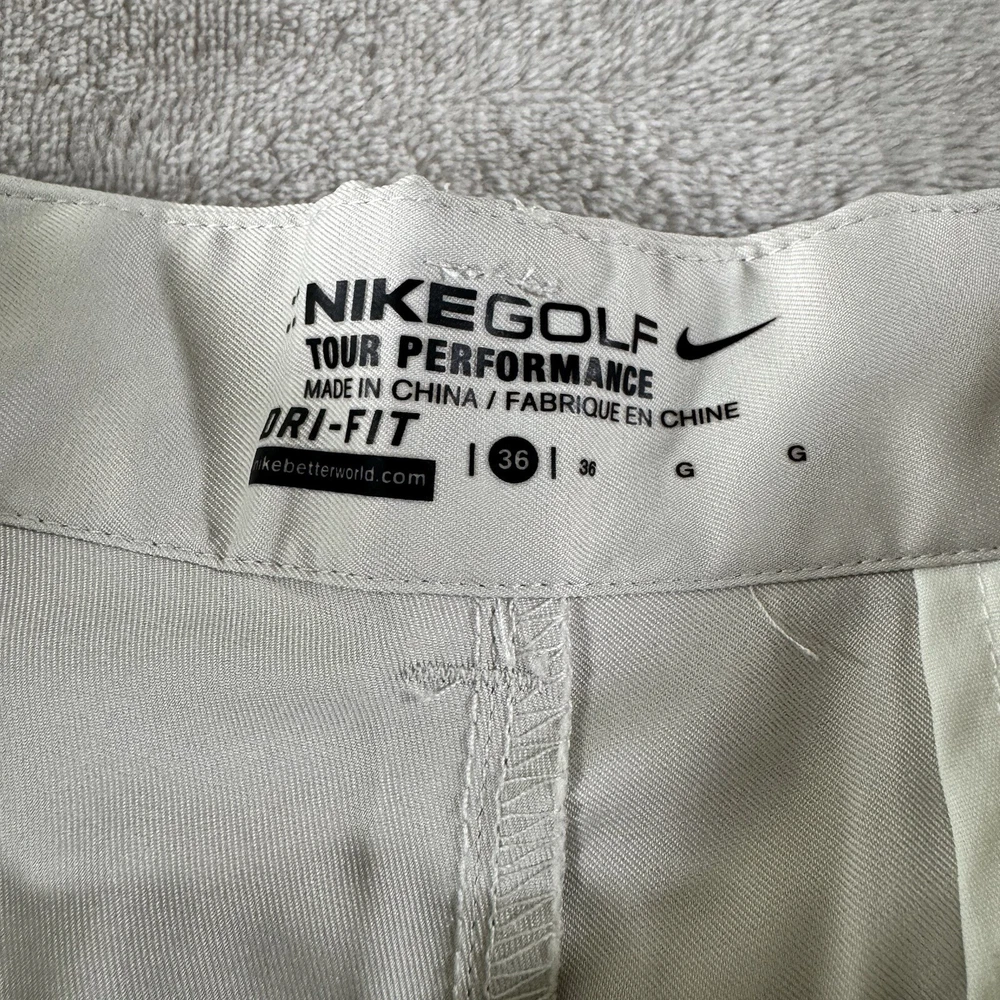 NIKEGOLF
TOUR PERFORMANCE
MADE IN CHINA / FABRIQUE EN CHINE
DRI-FIT
nikebetterworld.com
| 36 | 36 G G